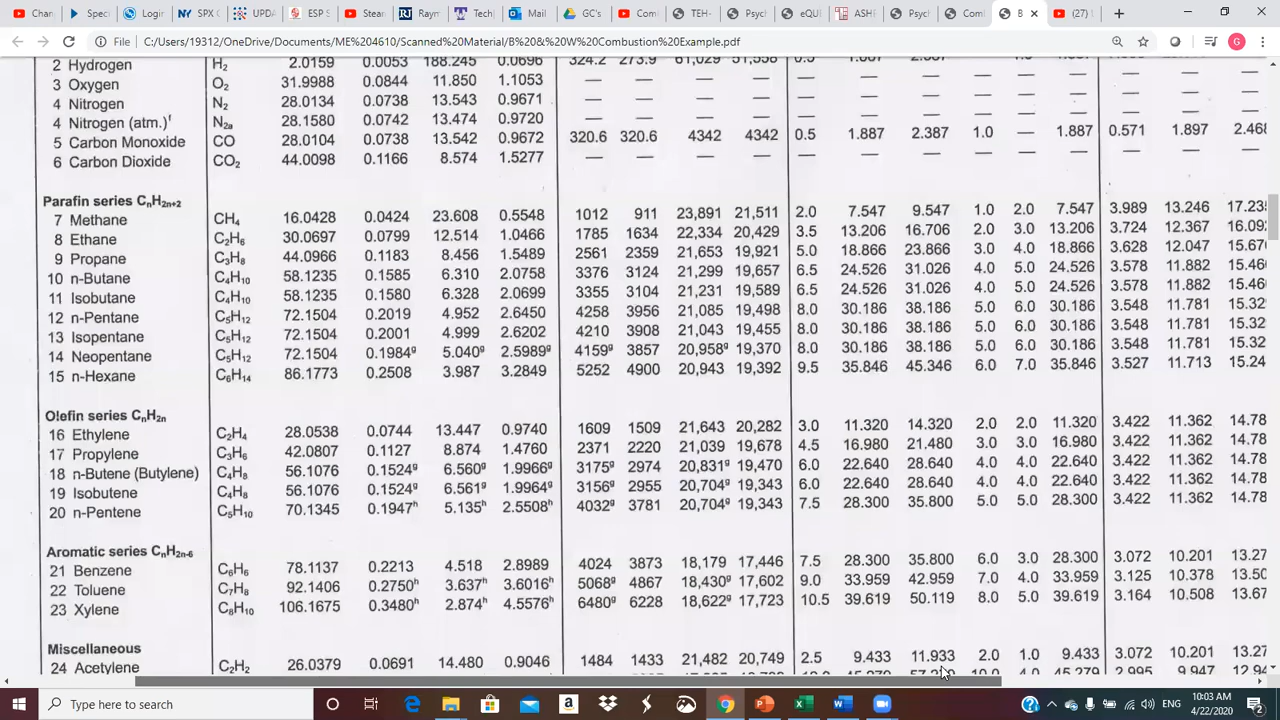 Chan Speci Login NY SPX C UPDA ESP S Stear Raym Tech| Mail GC's Com TEH- Psych eQUI ASHR Psych Comb B (27)
File C:/Users/19312/OneDrive/Documents/ME%204610/Scanned%20Material/B%20&%20W%20Combustion%20Example.pdf
2 Hydrogen H₂ 2.0159 0.0053 188.245 0.0696 324.2 273.9 61,029
3 Oxygen O₂ 31.9988 0.0844 11.850 1.1053 — — — — — — — — — — — — —
4 Nitrogen N₂ 28.0134 0.0738 13.543 0.9671 — — — — — — — — — — — — —
4 Nitrogen (atm.)ᶠ N₂ₐ 28.1580 0.0742 13.474 0.9720 — — — — — — — — — — — — —
5 Carbon Monoxide CO 28.0104 0.0738 13.542 0.9672 320.6 320.6 4342 4342 0.5 1.887 2.387 1.0 — 1.887 0.571 1.897 2.468
6 Carbon Dioxide CO₂ 44.0098 0.1166 8.574 1.5277 — — — — — — — — — — — — —
Parafin series CₙH₂ₙ₊₂
7 Methane CH₄ 16.0428 0.0424 23.608 0.5548 1012 911 23,891 21,511 2.0 7.547 9.547 1.0 2.0 7.547 3.989 13.246 17.235
8 Ethane C₂H₆ 30.0697 0.0799 12.514 1.0466 1785 1634 22,334 20,429 3.5 13.206 16.706 2.0 3.0 13.206 3.724 12.367 16.092
9 Propane C₃H₈ 44.0966 0.1183 8.456 1.5489 2561 2359 21,653 19,921 5.0 18.866 23.866 3.0 4.0 18.866 3.628 12.047 15.676
10 n-Butane C₄H₁₀ 58.1235 0.1585 6.310 2.0758 3376 3124 21,299 19,657 6.5 24.526 31.026 4.0 5.0 24.526 3.578 11.882 15.46
11 Isobutane C₄H₁₀ 58.1235 0.1580 6.328 2.0699 3355 3104 21,231 19,589 6.5 24.526 31.026 4.0 5.0 24.526 3.578 11.882 15.46
12 n-Pentane C₅H₁₂ 72.1504 0.2019 4.952 2.6450 4258 3956 21,085 19,498 8.0 30.186 38.186 5.0 6.0 30.186 3.548 11.781 15.32
13 Isopentane C₅H₁₂ 72.1504 0.2001 4.999 2.6202 4210 3908 21,043 19,455 8.0 30.186 38.186 5.0 6.0 30.186 3.548 11.781 15.32
14 Neopentane C₅H₁₂ 72.1504 0.1984ᵍ 5.040ᵍ 2.5989ᵍ 4159ᵍ 3857 20,958ᵍ 19,370 8.0 30.186 38.186 5.0 6.0 30.186 3.548 11.781 15.32
15 n-Hexane C₆H₁₄ 86.1773 0.2508 3.987 3.2849 5252 4900 20,943 19,392 9.5 35.846 45.346 6.0 7.0 35.846 3.527 11.713 15.24
Olefin series CₙH₂ₙ
16 Ethylene C₂H₄ 28.0538 0.0744 13.447 0.9740 1609 1509 21,643 20,282 3.0 11.320 14.320 2.0 2.0 11.320 3.422 11.362 14.78
17 Propylene C₃H₆ 42.0807 0.1127 8.874 1.4760 2371 2220 21,039 19,678 4.5 16.980 21.480 3.0 3.0 16.980 3.422 11.362 14.78
18 n-Butene (Butylene) C₄H₈ 56.1076 0.1524ᵍ 6.560ᵍ 1.9966ᵍ 3175ᵍ 2974 20,831ᵍ 19,470 6.0 22.640 28.640 4.0 4.0 22.640 3.422 11.362 14.78
19 Isobutene C₄H₈ 56.1076 0.1524ᵍ 6.561ᵍ 1.9964ᵍ 3156ᵍ 2955 20,704ᵍ 19,343 6.0 22.640 28.640 4.0 4.0 22.640 3.422 11.362 14.78
20 n-Pentene C₅H₁₀ 70.1345 0.1947ʰ 5.135ʰ 2.5508ʰ 4032ᵍ 3781 20,704ᵍ 19,343 7.5 28.300 35.800 5.0 5.0 28.300 3.422 11.362 14.78
Aromatic series CₙH₂ₙ₋₆
21 Benzene C₆H₆ 78.1137 0.2213 4.518 2.8989 4024 3873 18,179 17,446 7.5 28.300 35.800 6.0 3.0 28.300 3.072 10.201 13.27
22 Toluene C₇H₈ 92.1406 0.2750ʰ 3.637ʰ 3.6016ʰ 5068ᵍ 4867 18,430ᵍ 17,602 9.0 33.959 42.959 7.0 4.0 33.959 3.125 10.378 13.50
23 Xylene C₈H₁₀ 106.1675 0.3480ʰ 2.874ʰ 4.5576ʰ 6480ᵍ 6228 18,622ᵍ 17,723 10.5 39.619 50.119 8.0 5.0 39.619 3.164 10.508 13.67
Miscellaneous
24 Acetylene C₂H₂ 26.0379 0.0691 14.480 0.9046 1484 1433 21,482 20,749 2.5 9.433 11.933 2.0 1.0 9.433 3.072 10.201 13.27
2.995 9.947
Type here to search
ENG
10:03 AM
4/22/2020